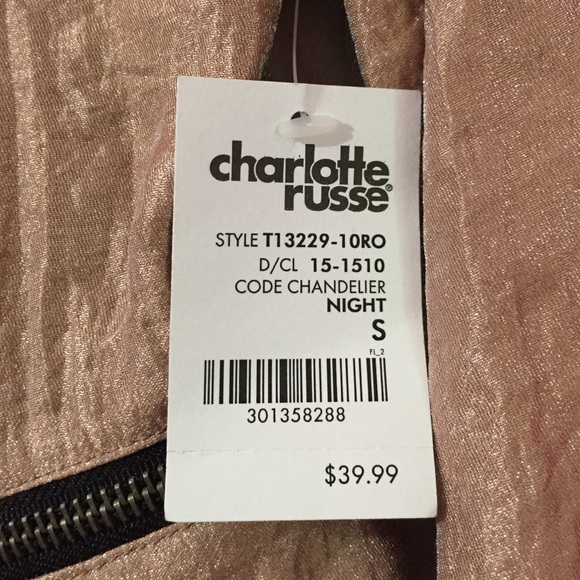 charlotte
russe®
STYLE T13229-10RO
D/CL 15-1510
CODE CHANDELIER
NIGHT
S
FL_2
301358288
$39.99